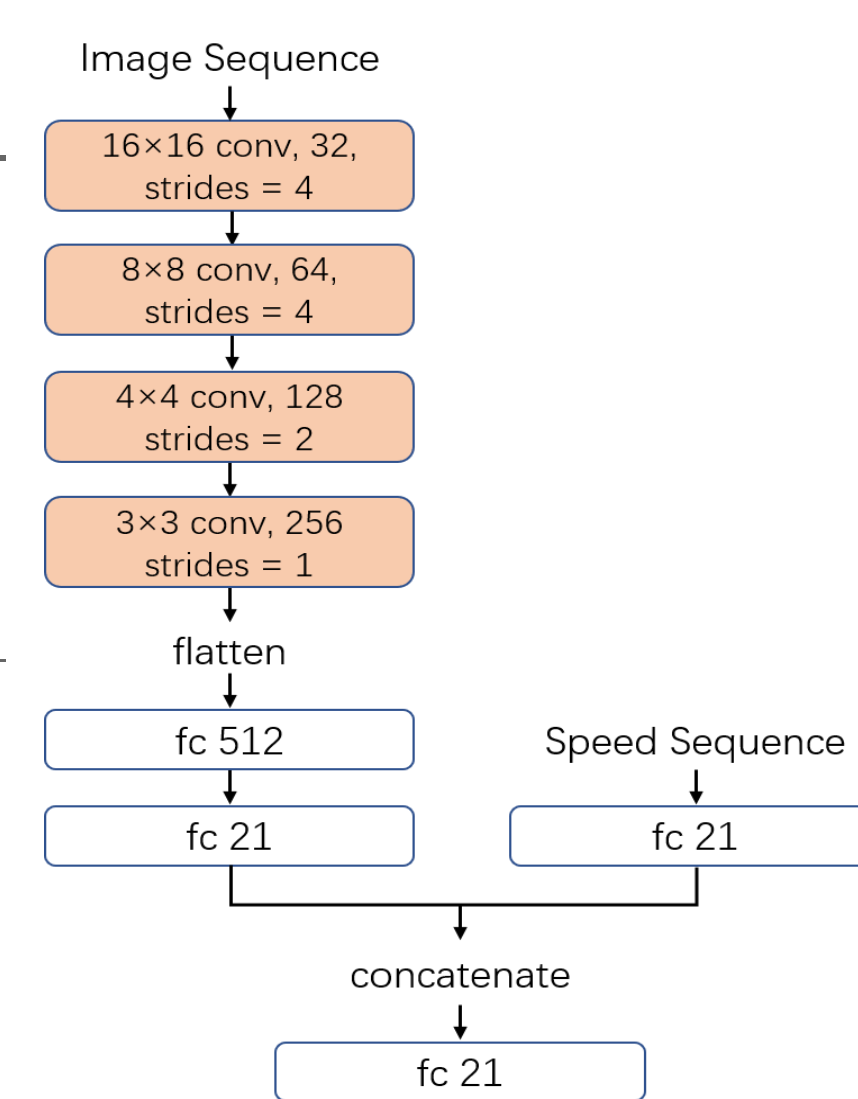 Image Sequence
16×16 conv, 32,
strides = 4
8×8 conv, 64,
strides = 4
4×4 conv, 128
strides = 2
3×3 conv, 256
strides = 1
flatten
fc 512
Speed Sequence
fc 21
fc 21
concatenate
fc 21